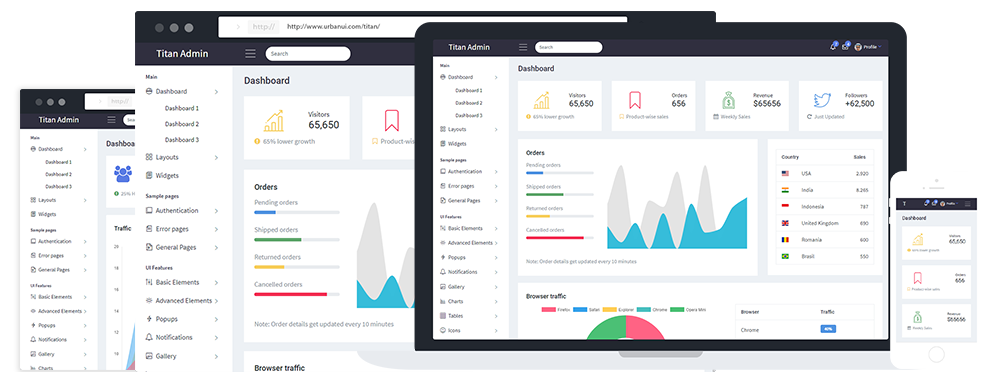 http://
Titan Admin
Search
Main
Dashboard
Dashboard 1
Dashboard 2
Dashboard 3
Layouts
Widgets
Sample pages
Authentication
Error pages
General Pages
UI Features
Basic Elements
Advanced Elements
Popups
Notifications
Gallery
Charts
Dashboard
25%
Traffic
28
20
18
16
14
12
http:// http://www.urbanui.com/titan/
Titan Admin
Search
Main
Dashboard
Dashboard 1
Dashboard 2
Dashboard 3
Layouts
Widgets
Sample pages
Authentication
Error pages
General Pages
UI Features
Basic Elements
Advanced Elements
Popups
Notifications
Gallery
Dashboard
Visitors
65,650
65% lower growth
Product-wise
Orders
Pending orders
Shipped orders
Returned orders
Cancelled orders
Note: Order details get updated every 10 minutes
Browser traffic
Titan Admin
Search
Profile
Main
Dashboard
Dashboard 1
Dashboard 2
Dashboard 3
Layouts
Widgets
Sample pages
Authentication
Error pages
General Pages
UI Features
Basic Elements
Advanced Elements
Popups
Notifications
Gallery
Charts
Tables
Icons
Dashboard
Visitors
65,650
65% lower growth
Orders
656
Product-wise sales
Revenue
$65656
Weekly Sales
Followers
+62,500
Just Updated
Orders
Pending orders
Shipped orders
Returned orders
Cancelled orders
Note: Order details get updated every 10 minutes
Country Sales
USA 2,920
India 8,265
Indonesia 787
United Kingdom 690
Romania 600
Brasil 550
Browser traffic
Firefox Safari Explorer Chrome Opera Mini
Browser Traffic
Chrome 40%
T
Profile
Dashboard
Visitors
65,650
65% lower growth
Orders
656
Product-wise sales
Revenue
$65656
Weekly Sales